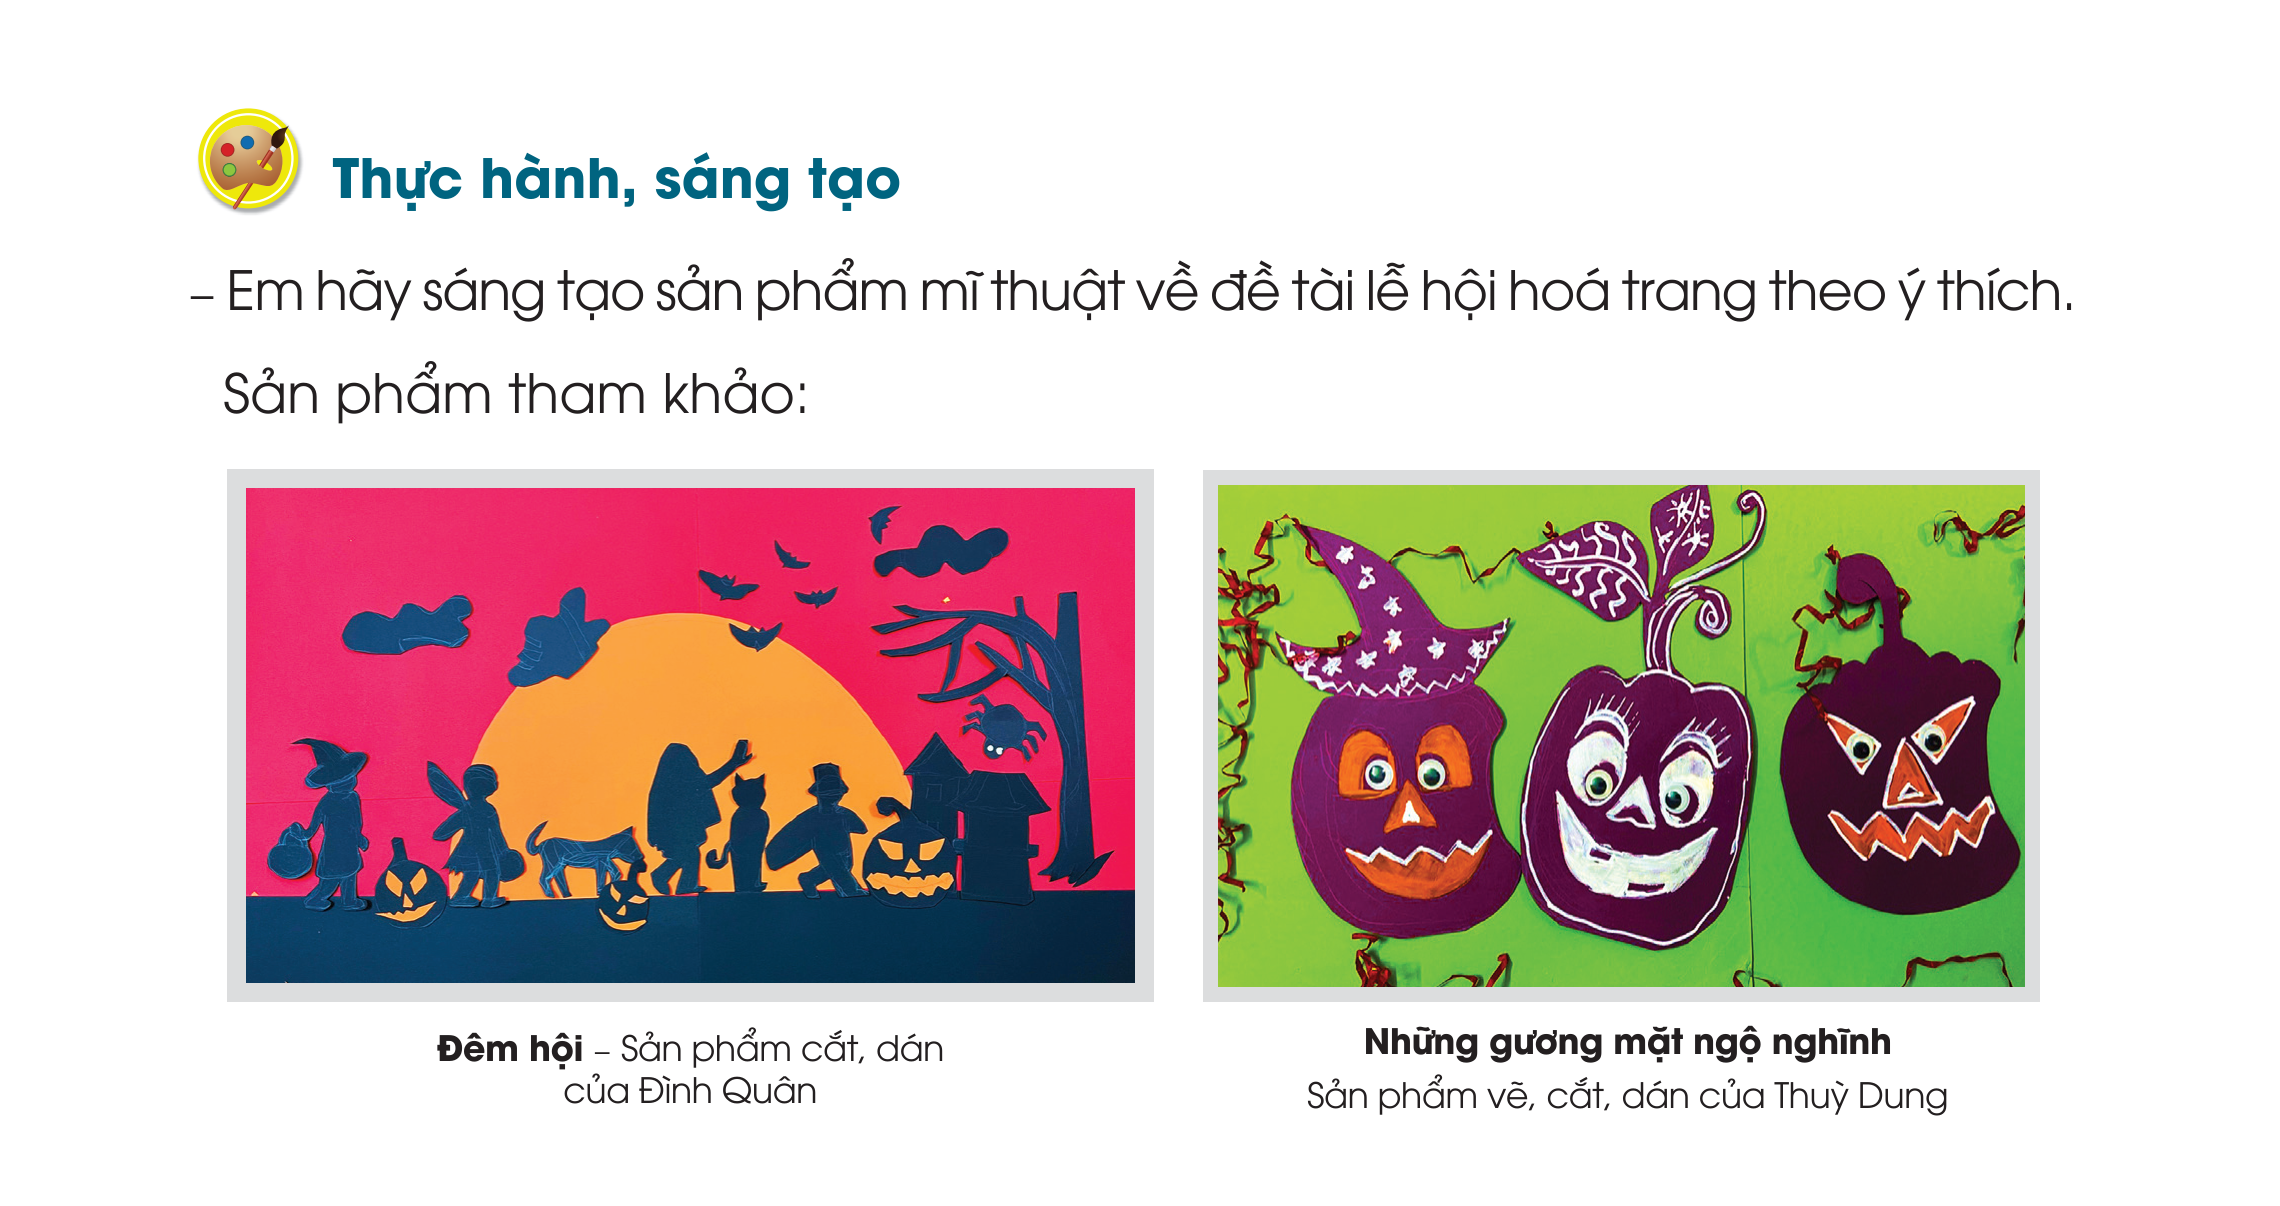 Thực hành, sáng tạo
– Em hãy sáng tạo sản phẩm mĩ thuật về đề tài lễ hội hoá trang theo ý thích.
Sản phẩm tham khảo:
Đêm hội – Sản phẩm cắt, dán
của Đình Quân
Những gương mặt ngộ nghĩnh
Sản phẩm vẽ, cắt, dán của Thuỳ Dung